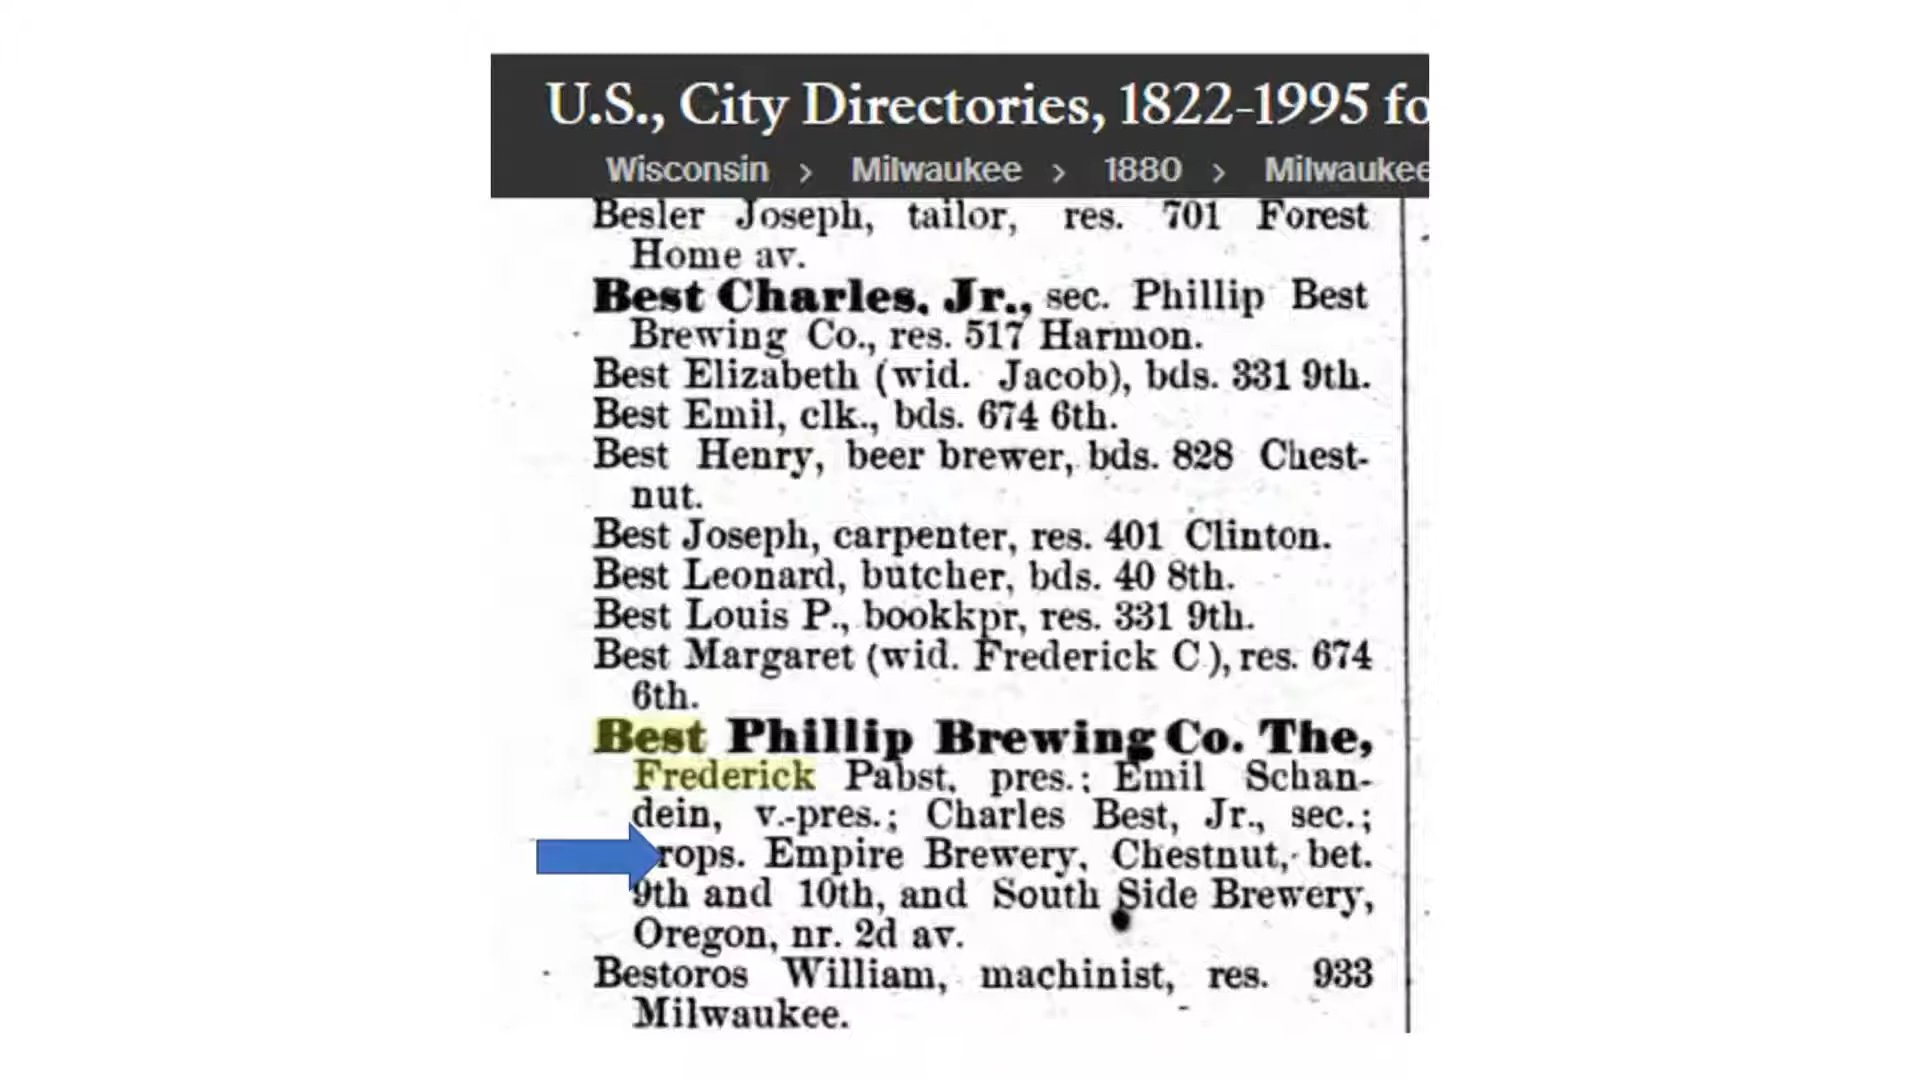 U.S., City Directories, 1822-1995 fo
Wisconsin > Milwaukee > 1880 > Milwaukee
Besler Joseph, tailor, res. 701 Forest
Home av.
Best Charles, Jr., sec. Phillip Best
Brewing Co., res. 517 Harmon.
Best Elizabeth (wid. Jacob), bds. 331 9th.
Best Emil, clk., bds. 674 6th.
Best Henry, beer brewer, bds. 828 Chest-
nut.
Best Joseph, carpenter, res. 401 Clinton.
Best Leonard, butcher, bds. 40 8th.
Best Louis P., bookkpr, res. 331 9th.
Best Margaret (wid. Frederick C), res. 674
6th.
Best Phillip Brewing Co. The,
Frederick Pabst, pres.; Emil Schan-
dein, v.-pres.; Charles Best, Jr., sec.;
rops. Empire Brewery, Chestnut, bet.
9th and 10th, and South Side Brewery,
Oregon, nr. 2d av.
Bestoros William, machinist, res. 933
Milwaukee.